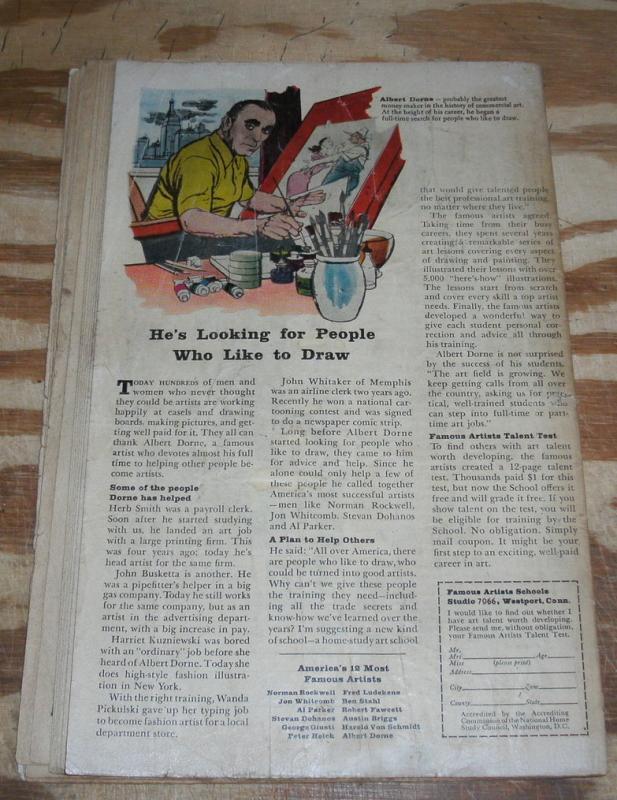 Albert Dorne — probably the greatest
money maker in the history of commercial art.
At the height of his career, he began a
full-time search for people who like to draw.
He's Looking for People
Who Like to Draw
TODAY HUNDREDS of men and
women who never thought
they could be artists are working
happily at easels and drawing
boards, making pictures, and get-
ting well paid for it. They all can
thank Albert Dorne, a famous
artist who devotes almost his full
time to helping other people be-
come artists.
Some of the people
Dorne has helped
Herb Smith was a payroll clerk.
Soon after he started studying
with us, he landed an art job
with a large printing firm. This
was four years ago; today he's
head artist for the same firm.
John Busketta is another. He
was a pipefitter's helper in a big
gas company. Today he still works
for the same company, but as an
artist in the advertising depart-
ment, with a big increase in pay.
Harriet Kuzniewski was bored
with an "ordinary" job before she
heard of Albert Dorne. Today she
does high-style fashion illustra-
tion in New York.
With the right training, Wanda
Pickulski gave up her typing job
to become fashion artist for a local
department store.
John Whitaker of Memphis
was an airline clerk two years ago.
Recently he won a national car-
tooning contest and was signed
to do a newspaper comic strip.
Long before Albert Dorne
started looking for people who
like to draw, they came to him
for advice and help. Since he
alone could only help a few of
these people he called together
America's most successful artists
—men like Norman Rockwell,
Jon Whitcomb, Stevan Dohanos
and Al Parker.
A Plan to Help Others
He said: "All over America, there
are people who like to draw, who
could be turned into good artists.
Why can't we give these people
the training they need—includ-
ing all the trade secrets and
know-how we've learned over the
years? I'm suggesting a new kind
of school—a home-study art school
America's 12 Most
Famous Artists
Norman Rockwell Fred Ludekens
Jon Whitcomb Ben Stahl
Al Parker Robert Fawcett
Stevan Dohanos Austin Briggs
George Giusti Harold Von Schmidt
Peter Helck Albert Dorne
that would give talented people
the best professional art training,
no matter where they live."
The famous artists agreed.
Taking time from their busy
careers, they spent several years
creating a remarkable series of
art lessons covering every aspect
of drawing and painting. They
illustrated their lessons with over
5,000 "here's-how" illustrations.
The lessons start from scratch
and cover every skill a top artist
needs. Finally, the famous artists
developed a wonderful way to
give each student personal cor-
rection and advice all through
his training.
Albert Dorne is not surprised
by the success of his students.
"The art field is growing. We
keep getting calls from all over
the country, asking us for prac-
tical, well-trained students who
can step into full-time or part-
time art jobs."
Famous Artists Talent Test
To find others with art talent
worth developing, the famous
artists created a 12-page talent
test. Thousands paid $1 for this
test, but now the School offers it
free and will grade it free. If you
show talent on the test, you will
be eligible for training by the
School. No obligation. Simply
mail coupon. It might be your
first step to an exciting, well-paid
career in art.
Famous Artists Schools
Studio 7066, Westport, Conn.
I would like to find out whether I
have art talent worth developing.
Please send me, without obligation,
your Famous Artists Talent Test.
Mr.
Mrs. Age
Miss (please print)
Address
City Zone
County State
Accredited by the Accrediting
Commission of the National Home
Study Council, Washington, D.C.